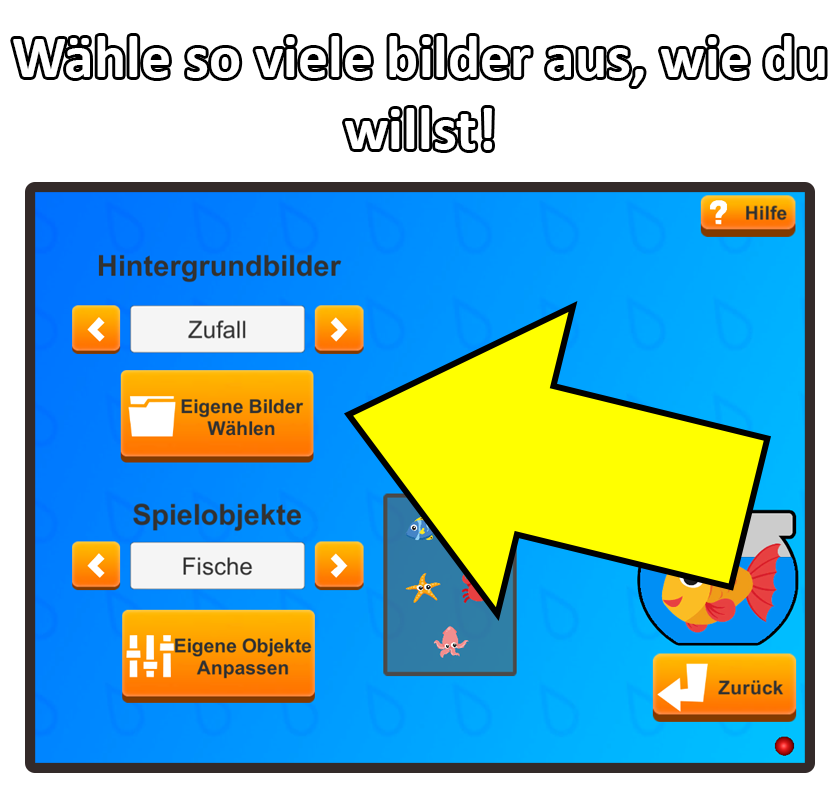 Wähle so viele bilder aus, wie du
willst!
? Hilfe
Hintergrundbilder
Zufall
Eigene Bilder
Wählen
Spielobjekte
Fische
Eigene Objekte
Anpassen
Zurück